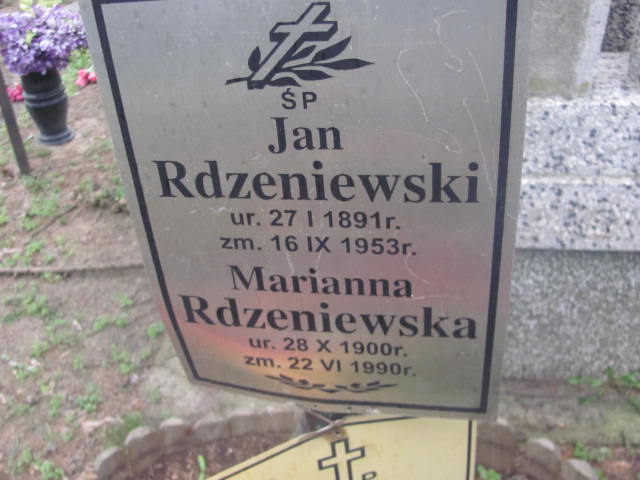 ŚP
Jan
Rdzeniewski
ur. 27 I 1891r.
zm. 16 IX 1953r.
Marianna
Rdzeniewska
ur. 28 X 1900r.
zm. 22 VI 1990r.